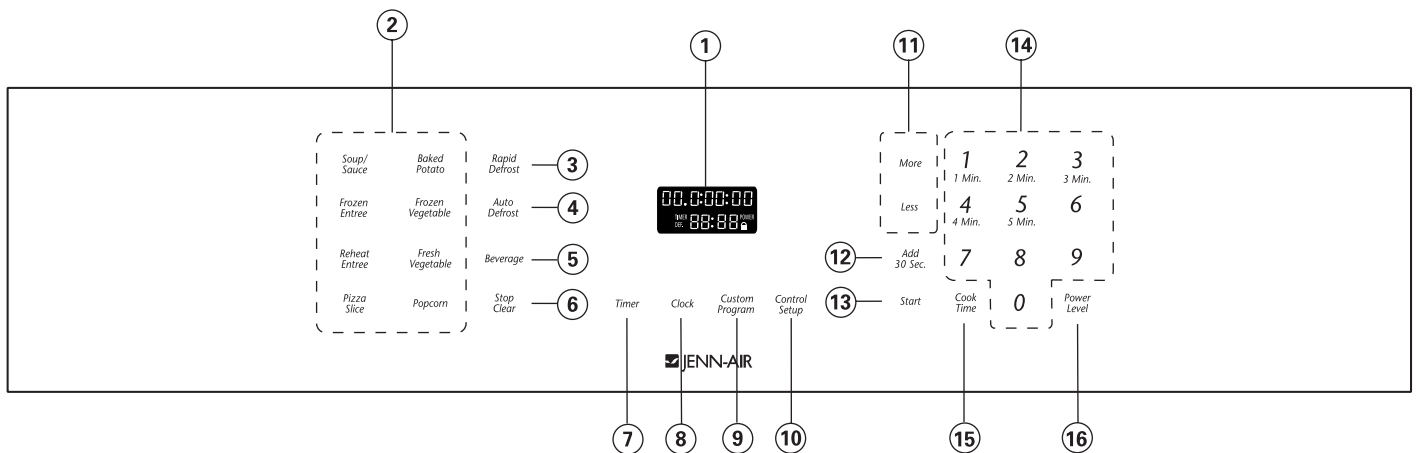 2
1
11
14
Soup/
Sauce
Baked
Potato
Rapid
Defrost
3
Frozen
Entree
Frozen
Vegetable
Auto
Defrost
4
Reheat
Entree
Fresh
Vegetable
Beverage
5
Pizza
Slice
Popcorn
Stop
Clear
6
00.0:00:00
TIMER
DEF.
88:88
POWER
Timer
Clock
Custom
Program
Control
Setup
JENN-AIR
7
8
9
10
More
Less
12
Add
30 Sec.
13
Start
1
1 Min.
2
2 Min.
3
3 Min.
4
4 Min.
5
5 Min.
6
7
8
9
Cook
Time
0
Power
Level
15
16